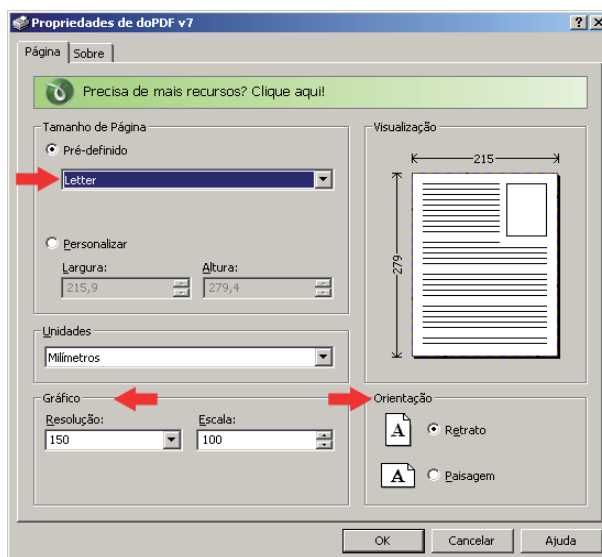 Propriedades de doPDF v7
Página
Sobre
Precisa de mais recursos? Clique aqui!
Tamanho de Página
Pré-definido
Letter
Personalizar
Largura: Altura:
215,9 279,4
Unidades
Milímetros
Gráfico
Resolução: Escala:
150 100
Visualização
215
279
Orientação
A Retrato
A Paisagem
OK Cancelar Ajuda